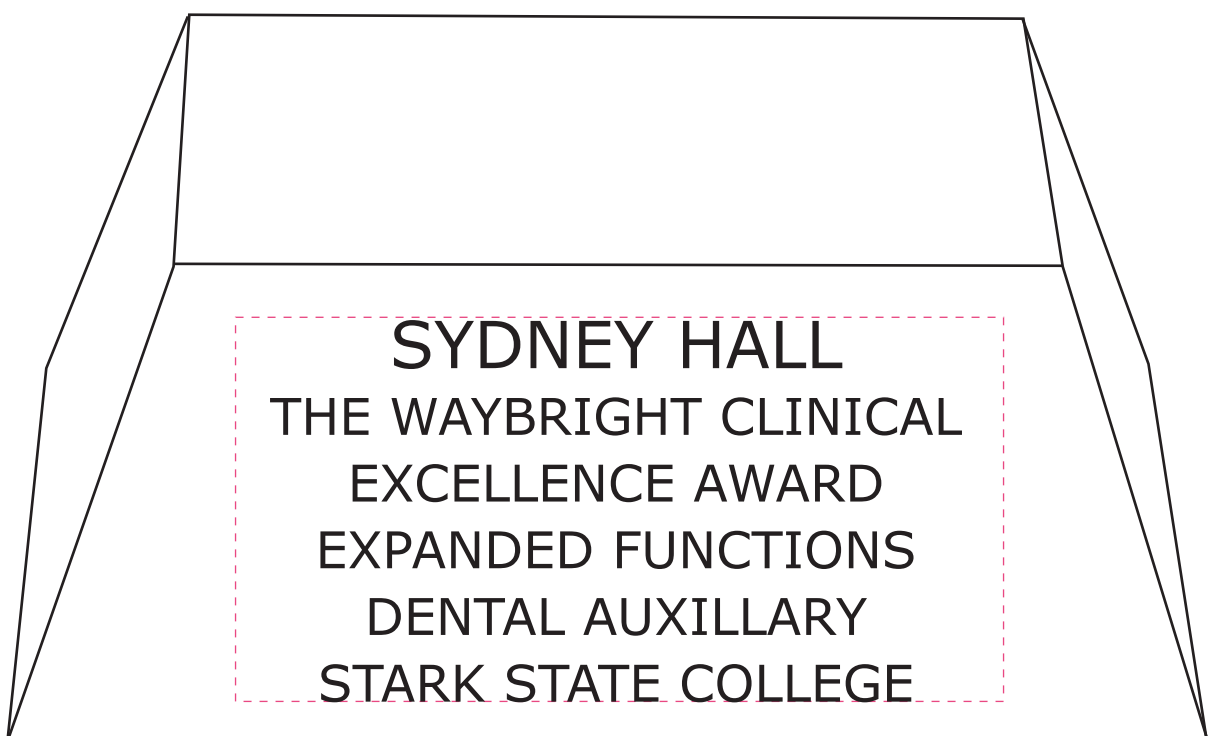 SYDNEY HALL
THE WAYBRIGHT CLINICAL
EXCELLENCE AWARD
EXPANDED FUNCTIONS
DENTAL AUXILLARY
STARK STATE COLLEGE